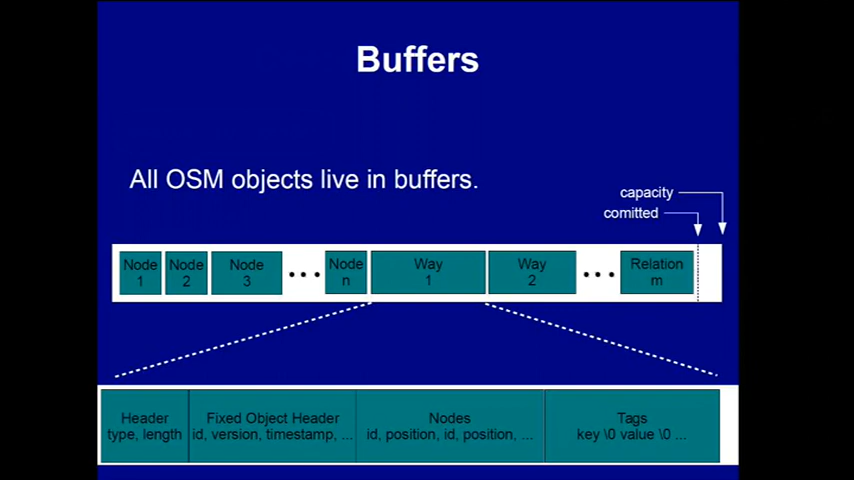 Buffers
All OSM objects live in buffers.
capacity
comitted
Node 1
Node 2
Node 3
• • •
Node n
Way 1
Way 2
• • •
Relation m
Header
type, length
Fixed Object Header
id, version, timestamp, ...
Nodes
id, position, id, position, ...
Tags
key \0 value \0 ...